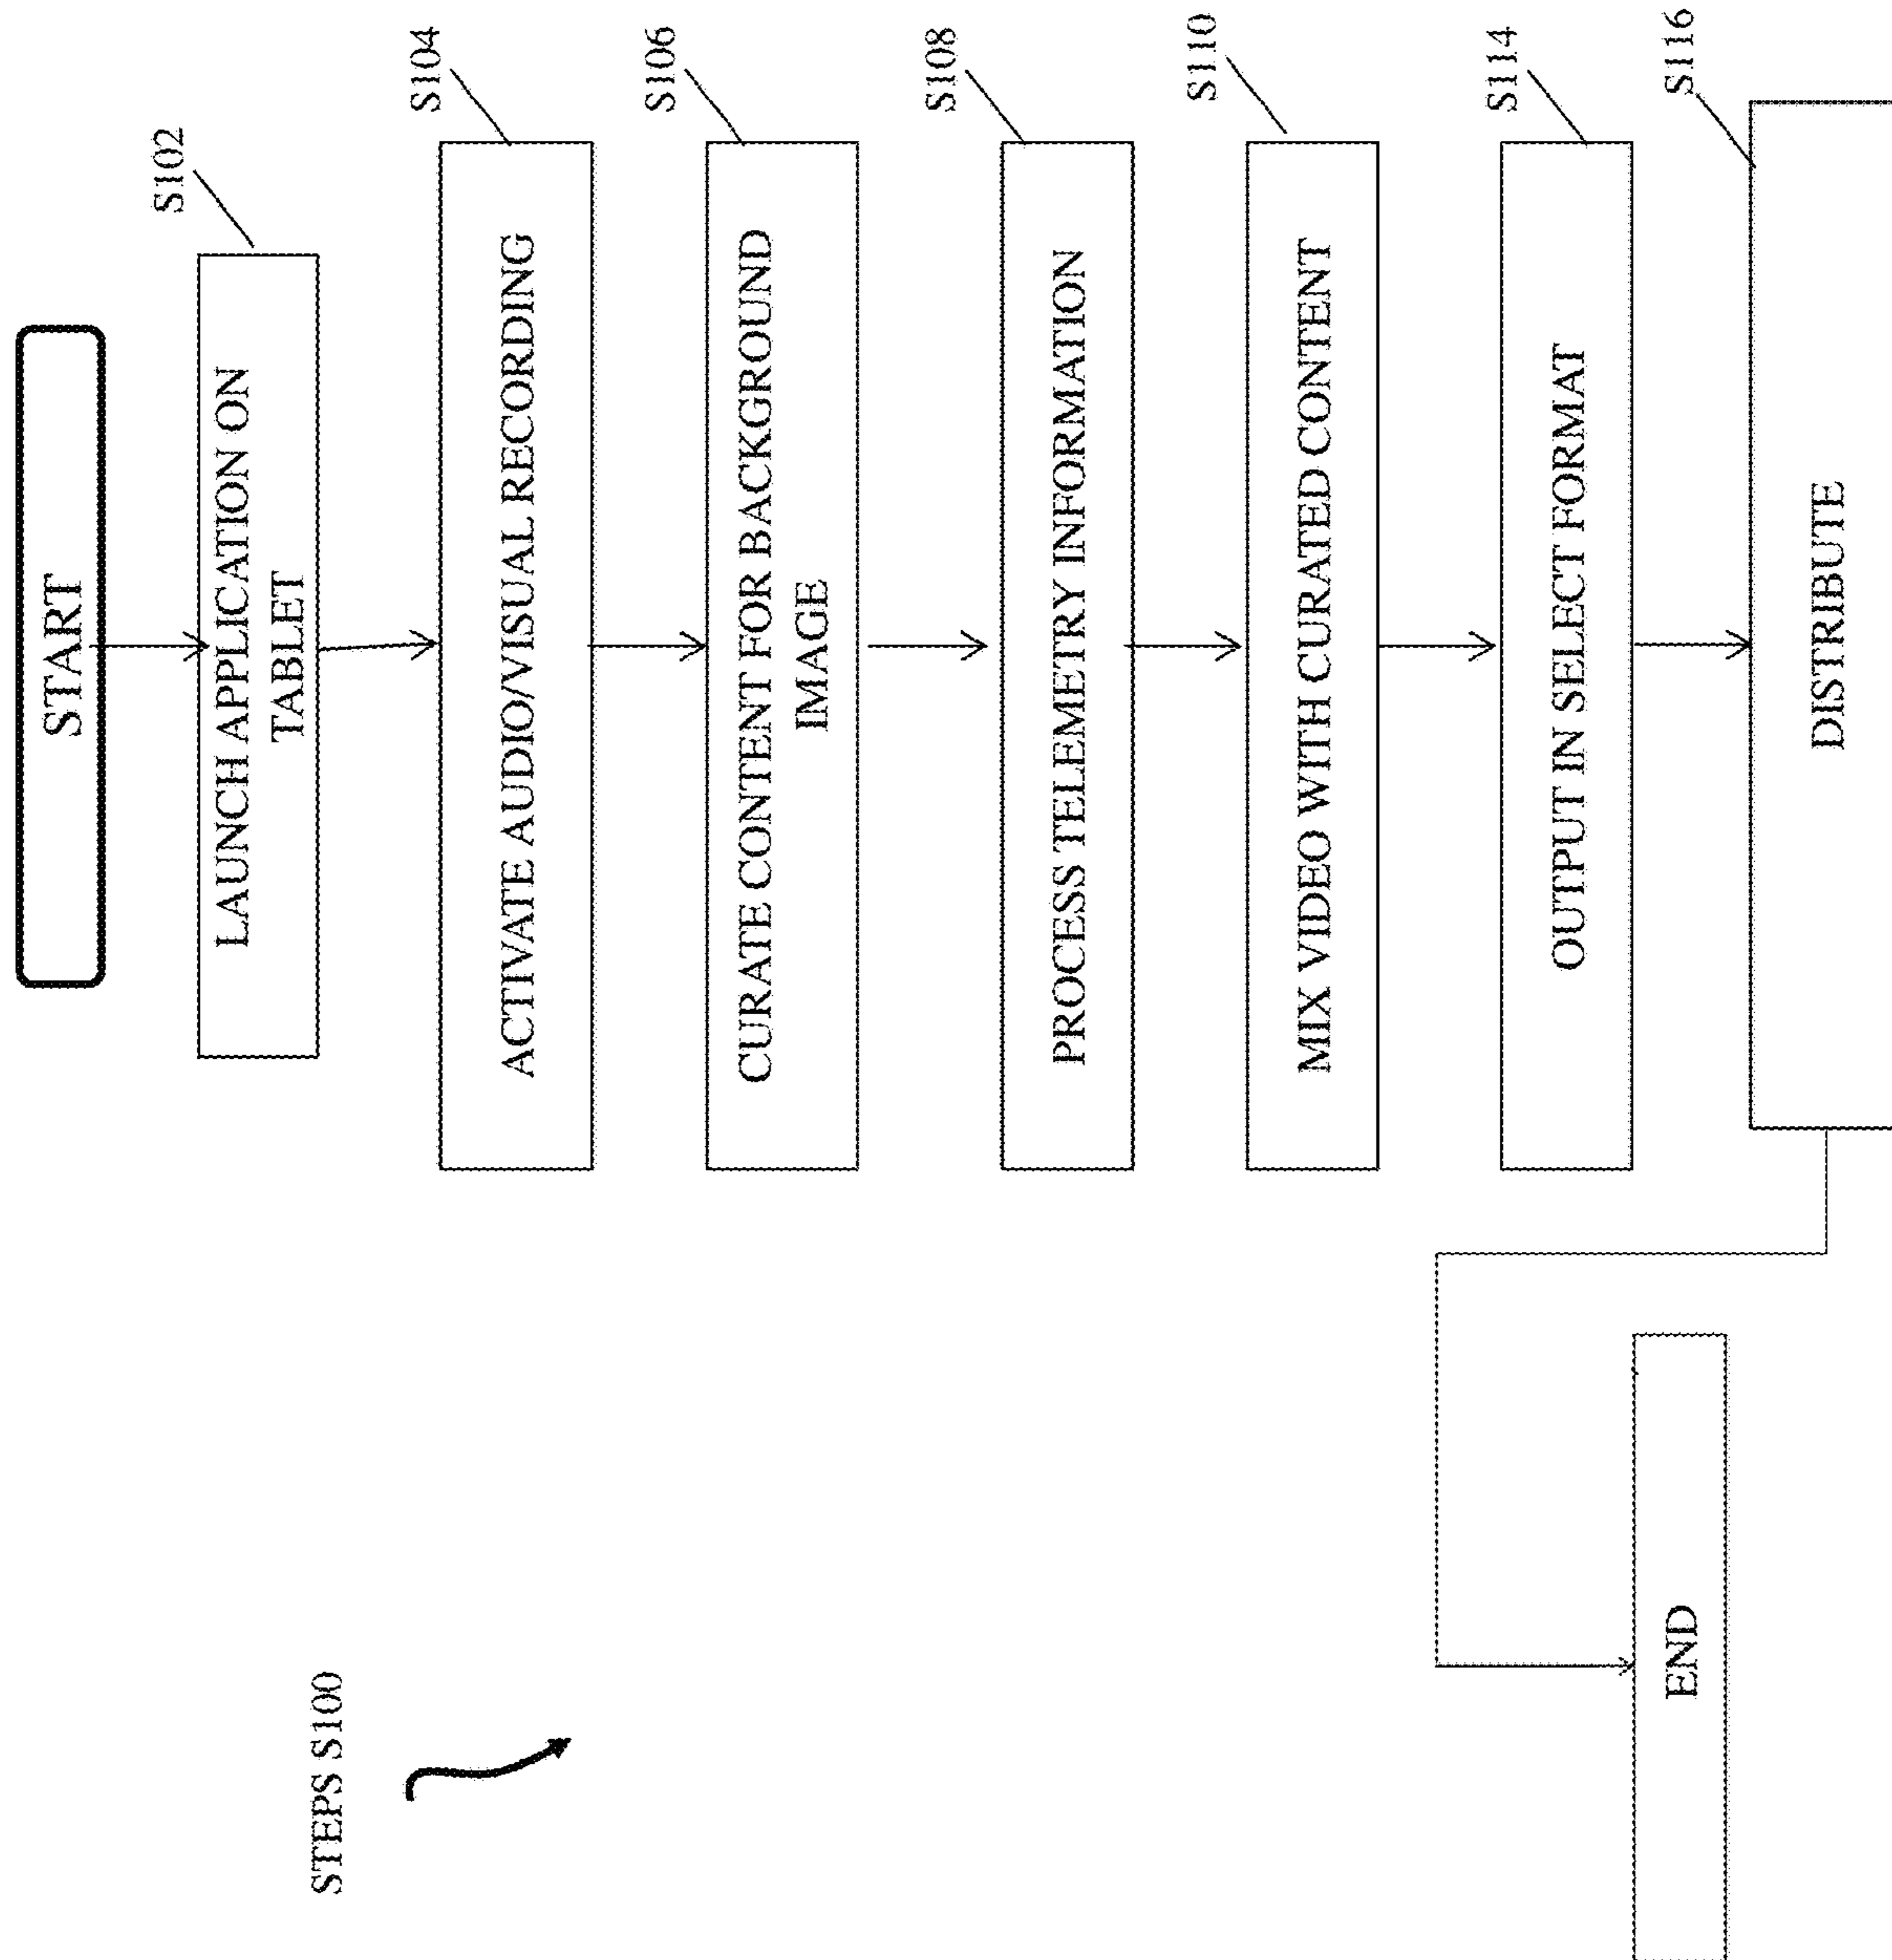 STEPS S100
START
S102
LAUNCH APPLICATION ON
TABLET
S104
ACTIVATE AUDIO/VISUAL RECORDING
S106
CURATE CONTENT FOR BACKGROUND
IMAGE
S108
PROCESS TELEMETRY INFORMATION
S110
MIX VIDEO WITH CURATED CONTENT
S114
OUTPUT IN SELECT FORMAT
S116
DISTRIBUTE
END